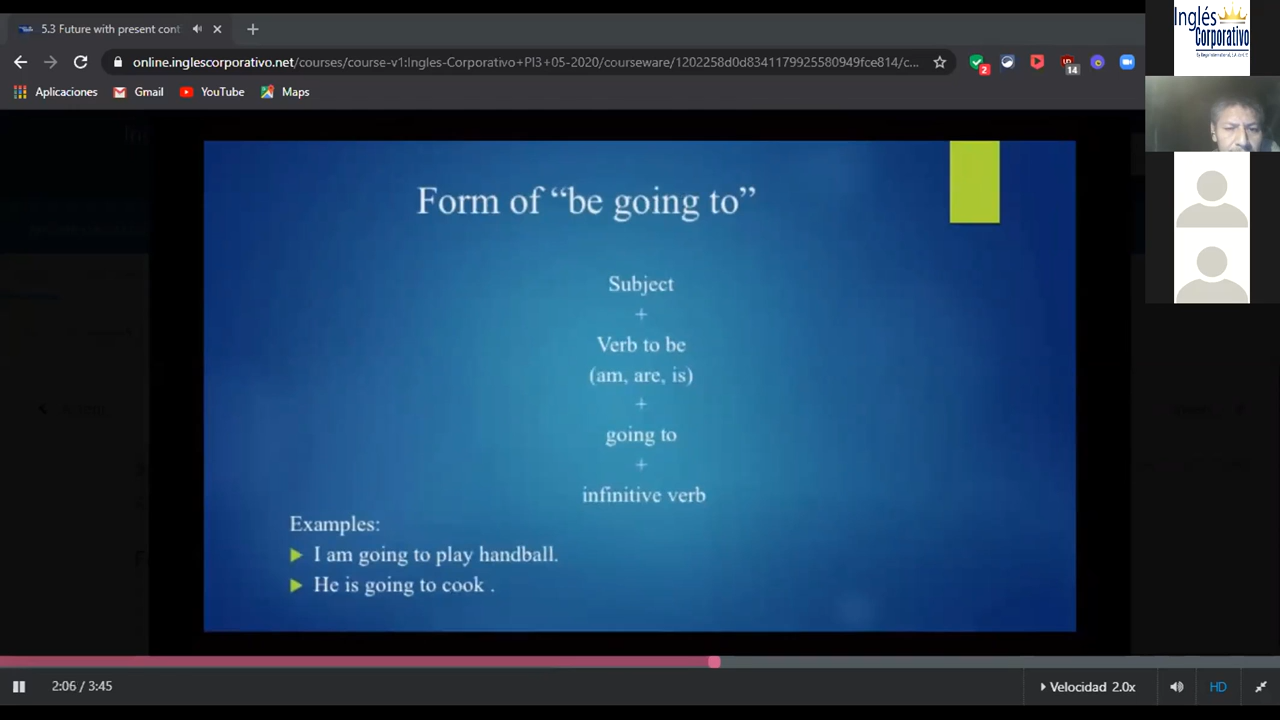 5.3 Future with present cont
Inglés
Corporativo
online.inglescorporativo.net/courses/course-v1:Ingles-Corporativo+PIS+05-2020/courseware/1202258d0d8341179925580949fce814/c...
2
14
Aplicaciones
Gmail
YouTube
Maps
Form of “be going to”
Subject
+
Verb to be
(am, are, is)
+
going to
+
infinitive verb
Examples:
I am going to play handball.
He is going to cook .
2:06 / 3:45
Velocidad 2.0x
HD